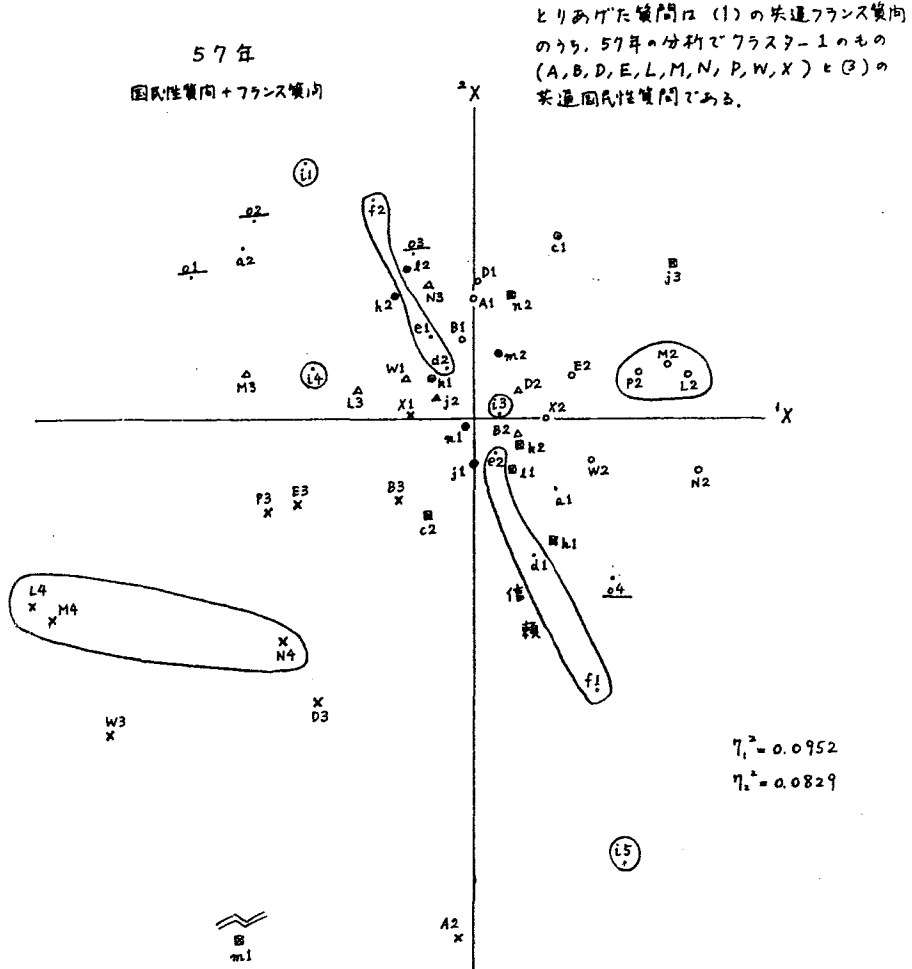 とりあげた質問は (1) の共通フランス質問
のうち、57年の分析でクラスター1のもの
(A,B,D,E,L,M,N,P,W,X) と (3) の
共通国民性質問である。
57年
国民性質問+フランス質問
²X
i1
f2
o2
o3
a2
o1
l2
c1
j3
D1
N3
A1
n2
h2
e1
B1
m2
M2
d2
E2
P2
L2
M3
i4
W1
k1
D2
L3
j2
X1
i3
X2
¹X
n1
B2
k2
j1
e2
l1
W2
N2
P3
E3
B3
a1
c2
h1
d1
o4
信
頼
L4
M4
N4
f1
D3
W3
η₁²=0.0952
η₂²=0.0829
i5
A2
m1